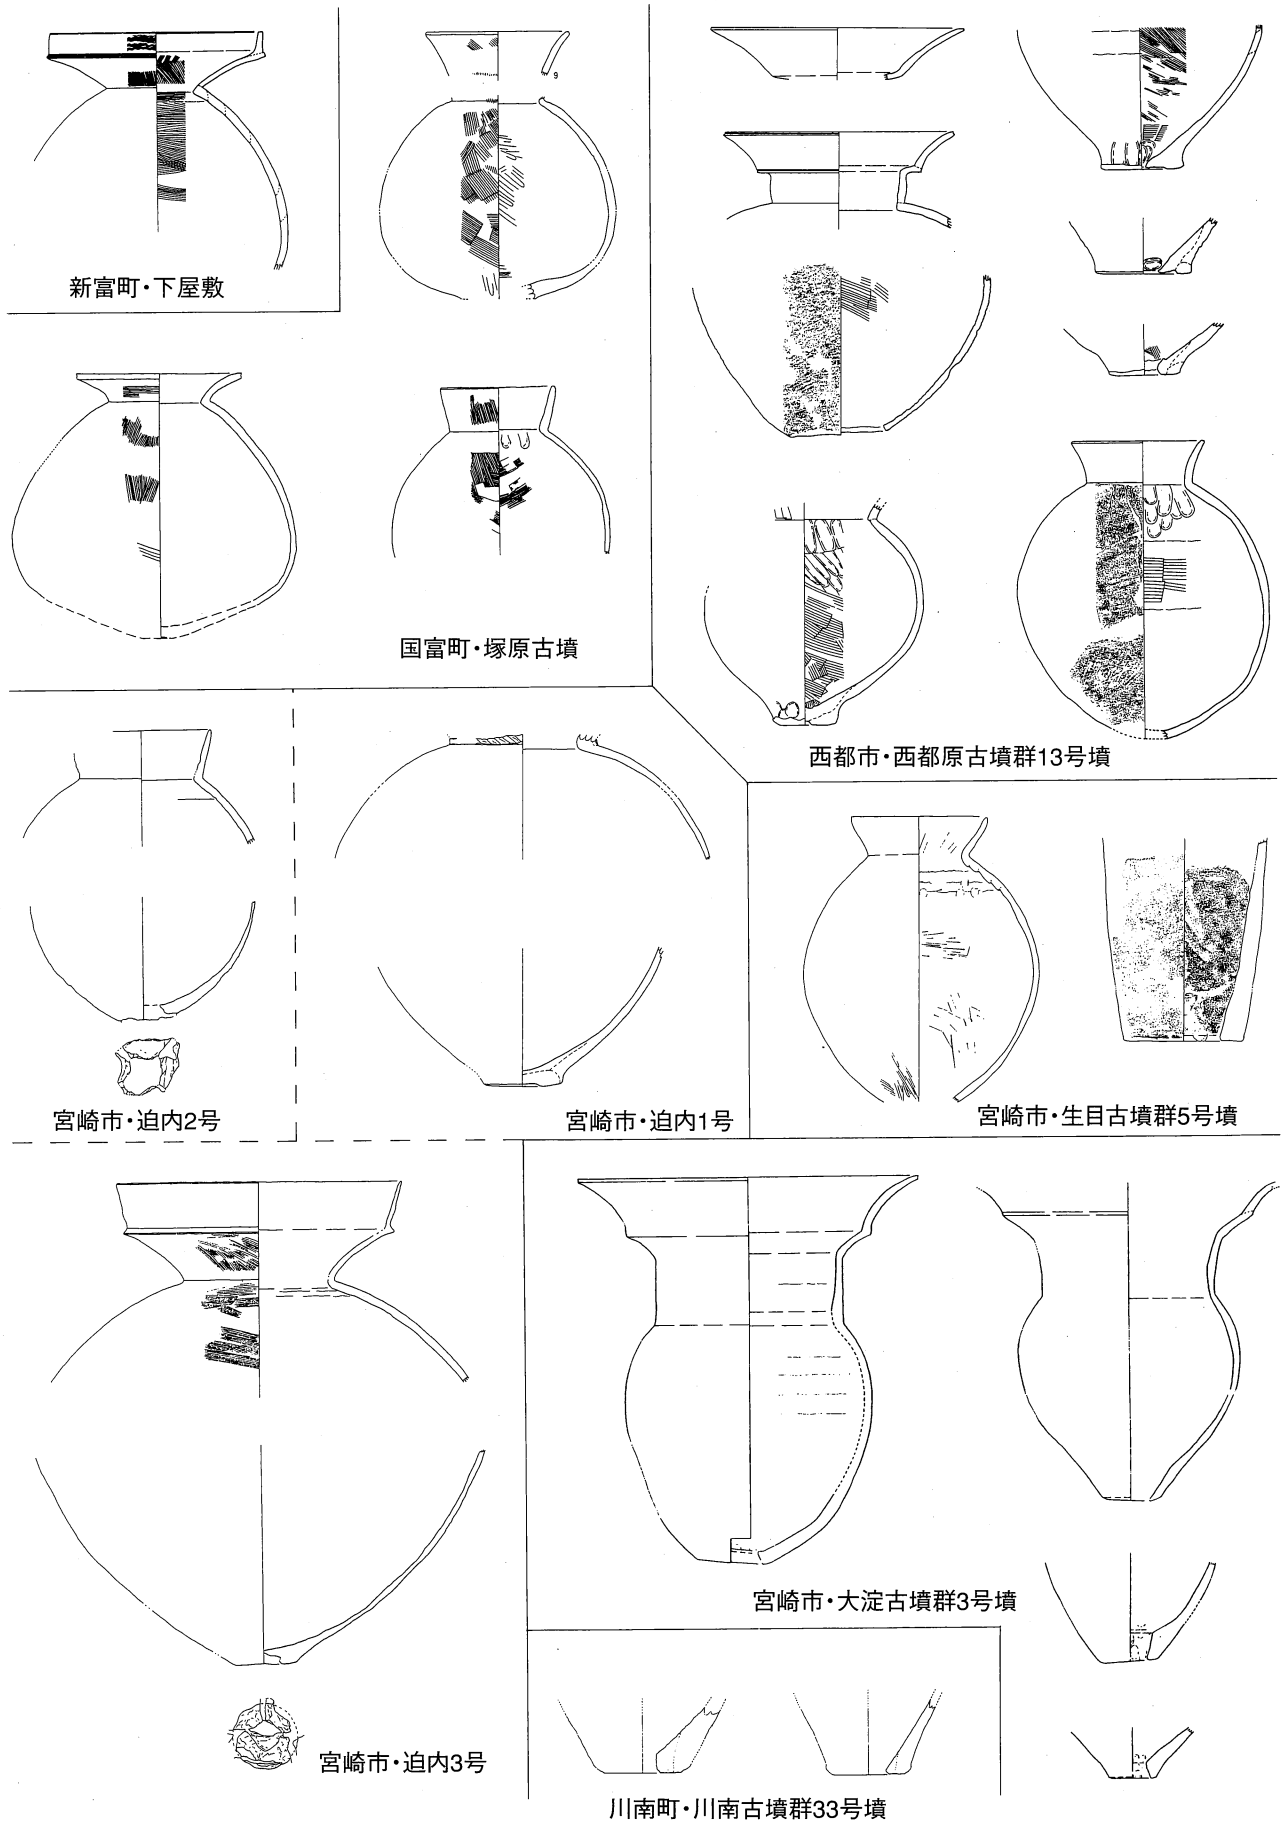 9
新富町・下屋敷
国富町・塚原古墳
西都市・西都原古墳群13号墳
宮崎市・迫内2号
宮崎市・迫内1号
宮崎市・生目古墳群5号墳
宮崎市・大淀古墳群3号墳
宮崎市・迫内3号
川南町・川南古墳群33号墳